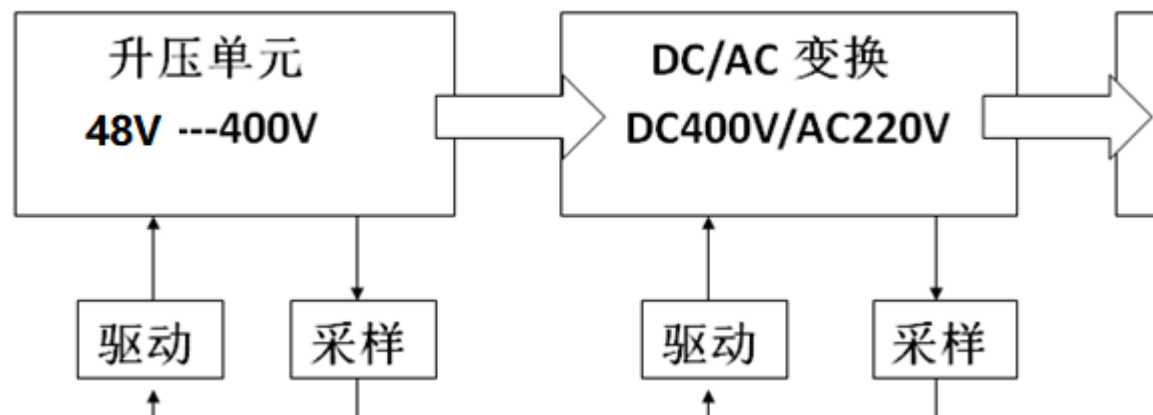 升压单元
48V ---400V
DC/AC 变换
DC400V/AC220V
驱动
采样
驱动
采样